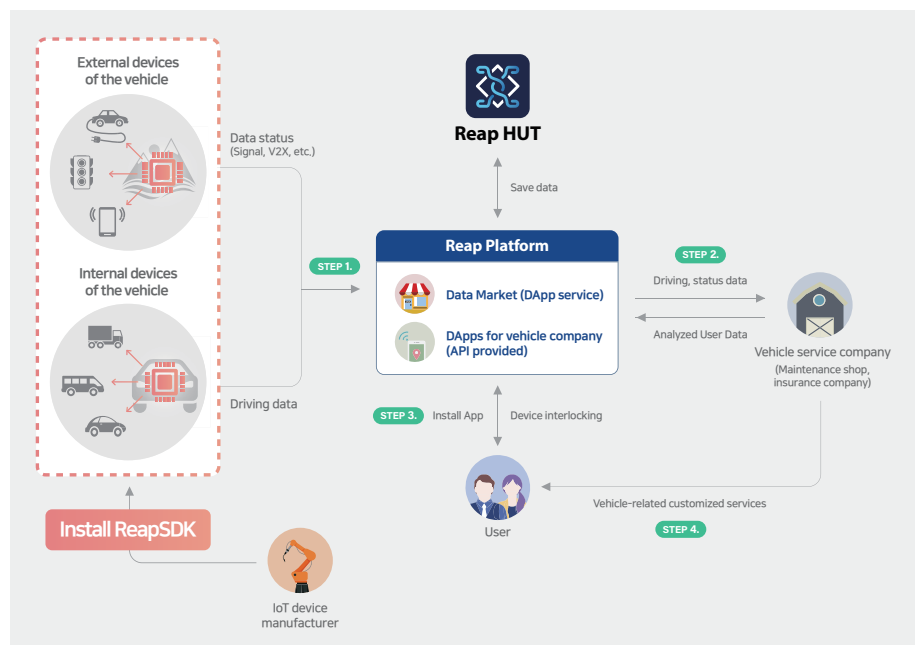 External devices
of the vehicle
Data status
(Signal, V2X, etc.)
Internal devices
of the vehicle
Driving data
Install ReapSDK
IoT device
manufacturer
STEP 1.
Reap HUT
Save data
Reap Platform
Data Market (DApp service)
DApps for vehicle company
(API provided)
STEP 2.
Driving, status data
Analyzed User Data
Vehicle service company
(Maintenance shop,
insurance company)
STEP 3.
Install App
Device interlocking
User
Vehicle-related customized services
STEP 4.